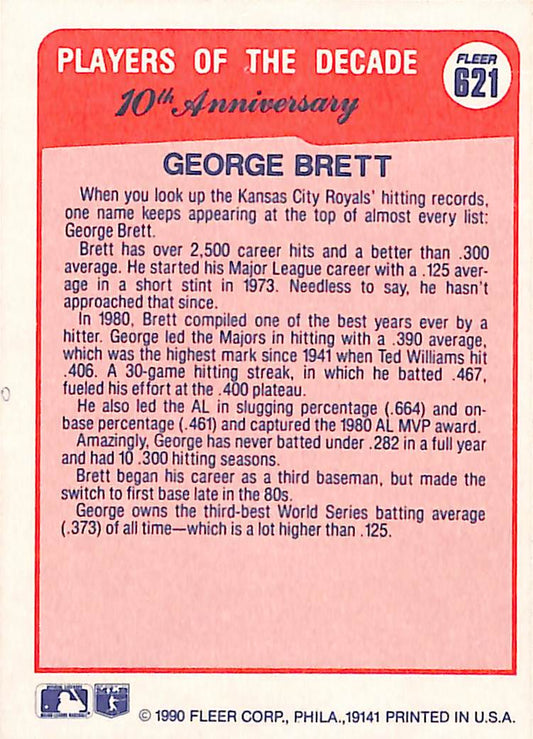 PLAYERS OF THE DECADE
10th Anniversary
FLEER
621
GEORGE BRETT
When you look up the Kansas City Royals' hitting records,
one name keeps appearing at the top of almost every list:
George Brett.
Brett has over 2,500 career hits and a better than .300
average. He started his Major League career with a .125 aver-
age in a short stint in 1973. Needless to say, he hasn't
approached that since.
In 1980, Brett compiled one of the best years ever by a
hitter. George led the Majors in hitting with a .390 average,
which was the highest mark since 1941 when Ted Williams hit
.406. A 30-game hitting streak, in which he batted .467,
fueled his effort at the .400 plateau.
He also led the AL in slugging percentage (.664) and on-
base percentage (.461) and captured the 1980 AL MVP award.
Amazingly, George has never batted under .282 in a full year
and had 10 .300 hitting seasons.
Brett began his career as a third baseman, but made the
switch to first base late in the 80s.
George owns the third-best World Series batting average
(.373) of all time—which is a lot higher than .125.
© 1990 FLEER CORP., PHILA.,19141 PRINTED IN U.S.A.